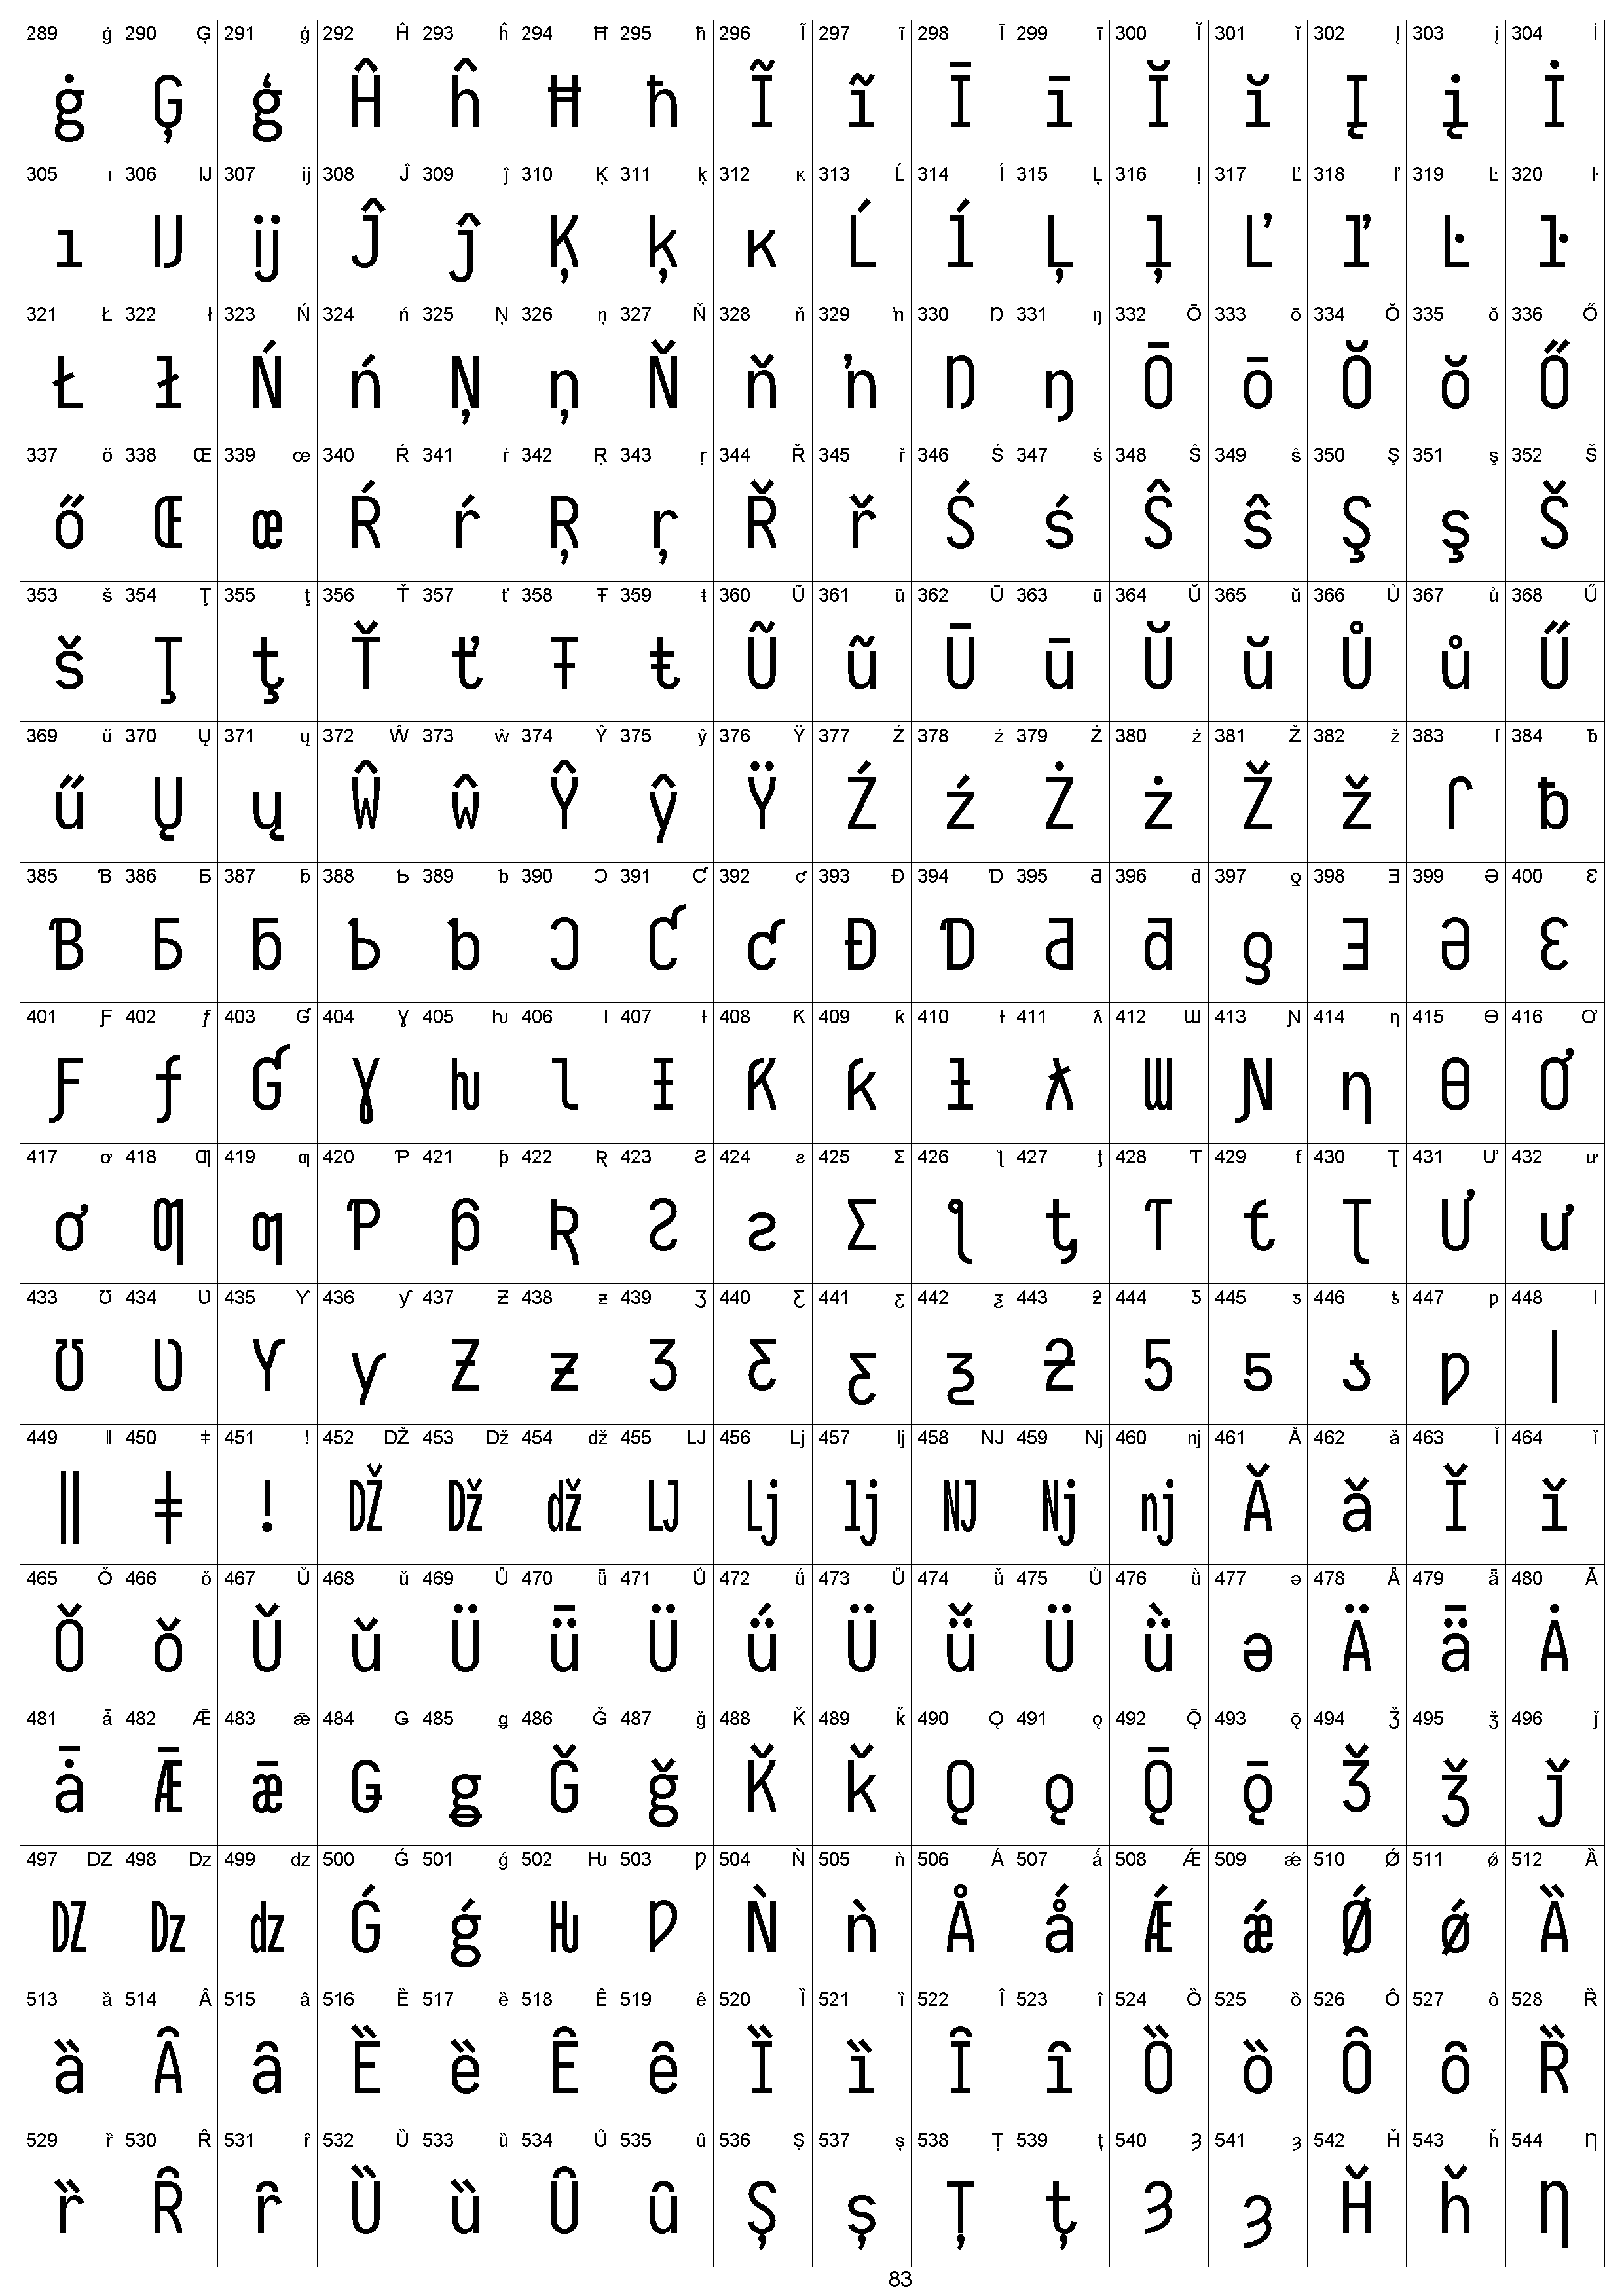 289 ġ 290 Ģ 291 ģ 292 Ĥ 293 ĥ 294 Ħ 295 ħ 296 Ĩ 297 ĩ 298 Ī 299 ī 300 Ĭ 301 ĭ 302 Į 303 į 304 İ
ġ Ģ ģ Ĥ ĥ Ħ ħ Ĩ ĩ Ī ī Ĭ ĭ Į į İ
305 ı 306 Ĳ 307 ĳ 308 Ĵ 309 ĵ 310 Ķ 311 ķ 312 ĸ 313 Ĺ 314 ĺ 315 Ļ 316 ļ 317 Ľ 318 ľ 319 Ŀ 320 ŀ
ı Ĳ ĳ Ĵ ĵ Ķ ķ ĸ Ĺ ĺ Ļ ļ Ľ ľ Ŀ ŀ
321 Ł 322 ł 323 Ń 324 ń 325 Ņ 326 ņ 327 Ň 328 ň 329 ŉ 330 Ŋ 331 ŋ 332 Ō 333 ō 334 Ŏ 335 ŏ 336 Ő
Ł ł Ń ń Ņ ņ Ň ň ŉ Ŋ ŋ Ō ō Ŏ ŏ Ő
337 ő 338 Œ 339 œ 340 Ŕ 341 ŕ 342 Ŗ 343 ŗ 344 Ř 345 ř 346 Ś 347 ś 348 Ŝ 349 ŝ 350 Ş 351 ş 352 Š
ő Œ œ Ŕ ŕ Ŗ ŗ Ř ř Ś ś Ŝ ŝ Ş ş Š
353 š 354 Ţ 355 ţ 356 Ť 357 ť 358 Ŧ 359 ŧ 360 Ũ 361 ũ 362 Ū 363 ū 364 Ŭ 365 ŭ 366 Ů 367 ů 368 Ű
š Ţ ţ Ť ť Ŧ ŧ Ũ ũ Ū ū Ŭ ŭ Ů ů Ű
369 ű 370 Ų 371 ų 372 Ŵ 373 ŵ 374 Ŷ 375 ŷ 376 Ÿ 377 Ź 378 ź 379 Ż 380 ż 381 Ž 382 ž 383 ſ 384 ƀ
ű Ų ų Ŵ ŵ Ŷ ŷ Ÿ Ź ź Ż ż Ž ž ſ ƀ
385 Ɓ 386 Ƃ 387 ƃ 388 Ƅ 389 ƅ 390 Ɔ 391 Ƈ 392 ƈ 393 Ɖ 394 Ɗ 395 Ƌ 396 ƌ 397 ƍ 398 Ǝ 399 Ə 400 Ɛ
Ɓ Ƃ ƃ Ƅ ƅ Ɔ Ƈ ƈ Ɖ Ɗ Ƌ ƌ ƍ Ǝ Ə Ɛ
401 Ƒ 402 ƒ 403 Ɠ 404 Ɣ 405 ƕ 406 Ɩ 407 Ɨ 408 Ƙ 409 ƙ 410 ƚ 411 ƛ 412 Ɯ 413 Ɲ 414 ƞ 415 Ɵ 416 Ơ
Ƒ ƒ Ɠ Ɣ ƕ Ɩ Ɨ Ƙ ƙ ƚ ƛ Ɯ Ɲ ƞ Ɵ Ơ
417 ơ 418 Ƣ 419 ƣ 420 Ƥ 421 ƥ 422 Ʀ 423 Ƨ 424 ƨ 425 Ʃ 426 ƪ 427 ƫ 428 Ƭ 429 ƭ 430 Ʈ 431 Ư 432 ư
ơ Ƣ ƣ Ƥ ƥ Ʀ Ƨ ƨ Ʃ ƪ ƫ Ƭ ƭ Ʈ Ư ư
433 Ʊ 434 Ʋ 435 Ƴ 436 ƴ 437 Ƶ 438 ƶ 439 Ʒ 440 Ƹ 441 ƹ 442 ƺ 443 ƻ 444 Ƽ 445 ƽ 446 ƾ 447 ƿ 448 ǀ
Ʊ Ʋ Ƴ ƴ Ƶ ƶ Ʒ Ƹ ƹ ƺ ƻ Ƽ ƽ ƾ ƿ ǀ
449 ǁ 450 ǂ 451 ǃ 452 Ǆ 453 ǅ 454 ǆ 455 Ǉ 456 ǈ 457 ǉ 458 Ǌ 459 ǋ 460 ǌ 461 Ǎ 462 ǎ 463 Ǐ 464 ǐ
ǁ ǂ ǃ Ǆ ǅ ǆ Ǉ ǈ ǉ Ǌ ǋ ǌ Ǎ ǎ Ǐ ǐ
465 Ǒ 466 ǒ 467 Ǔ 468 ǔ 469 Ǖ 470 ǖ 471 Ǘ 472 ǘ 473 Ǚ 474 ǚ 475 Ǜ 476 ǜ 477 ǝ 478 Ǟ 479 ǟ 480 Ǡ
Ǒ ǒ Ǔ ǔ Ü ǖ Ü ǘ Ü ǚ Ü ǜ ǝ Ä ǟ Ȧ
481 ǡ 482 Ǣ 483 ǣ 484 Ǥ 485 ǥ 486 Ǧ 487 ǧ 488 Ǩ 489 ǩ 490 Ǫ 491 ǫ 492 Ǭ 493 ǭ 494 Ǯ 495 ǯ 496 ǰ
ǡ Ǣ ǣ Ǥ ǥ Ǧ ǧ Ǩ ǩ Ǫ ǫ Ǭ ǭ Ǯ ǯ ǰ
497 Ǳ 498 ǲ 499 ǳ 500 Ǵ 501 ǵ 502 Ƕ 503 Ƿ 504 Ǹ 505 ǹ 506 Ǻ 507 ǻ 508 Ǽ 509 ǽ 510 Ǿ 511 ǿ 512 Ȁ
Ǳ ǲ ǳ Ǵ ǵ Ƕ Ƿ Ǹ ǹ Å ǻ Ǽ ǽ Ǿ ǿ Ȁ
513 ȁ 514 Ȃ 515 ȃ 516 Ȅ 517 ȅ 518 Ȇ 519 ȇ 520 Ȉ 521 ȉ 522 Ȋ 523 ȋ 524 Ȍ 525 ȍ 526 Ȏ 527 ȏ 528 Ȑ
ȁ Ȃ ȃ Ȅ ȅ Ȇ ȇ Ȉ ȉ Ȋ ȋ Ȍ ȍ Ȏ ȏ Ȑ
529 ȑ 530 Ȓ 531 ȓ 532 Ȕ 533 ȕ 534 Ȗ 535 ȗ 536 Ș 537 ș 538 Ț 539 ț 540 Ȝ 541 ȝ 542 Ȟ 543 ȟ 544 Ƞ
ȑ Ȓ ȓ Ȕ ȕ Ȗ ȗ Ș ș Ț ț Ȝ ȝ Ȟ ȟ Ƞ
83